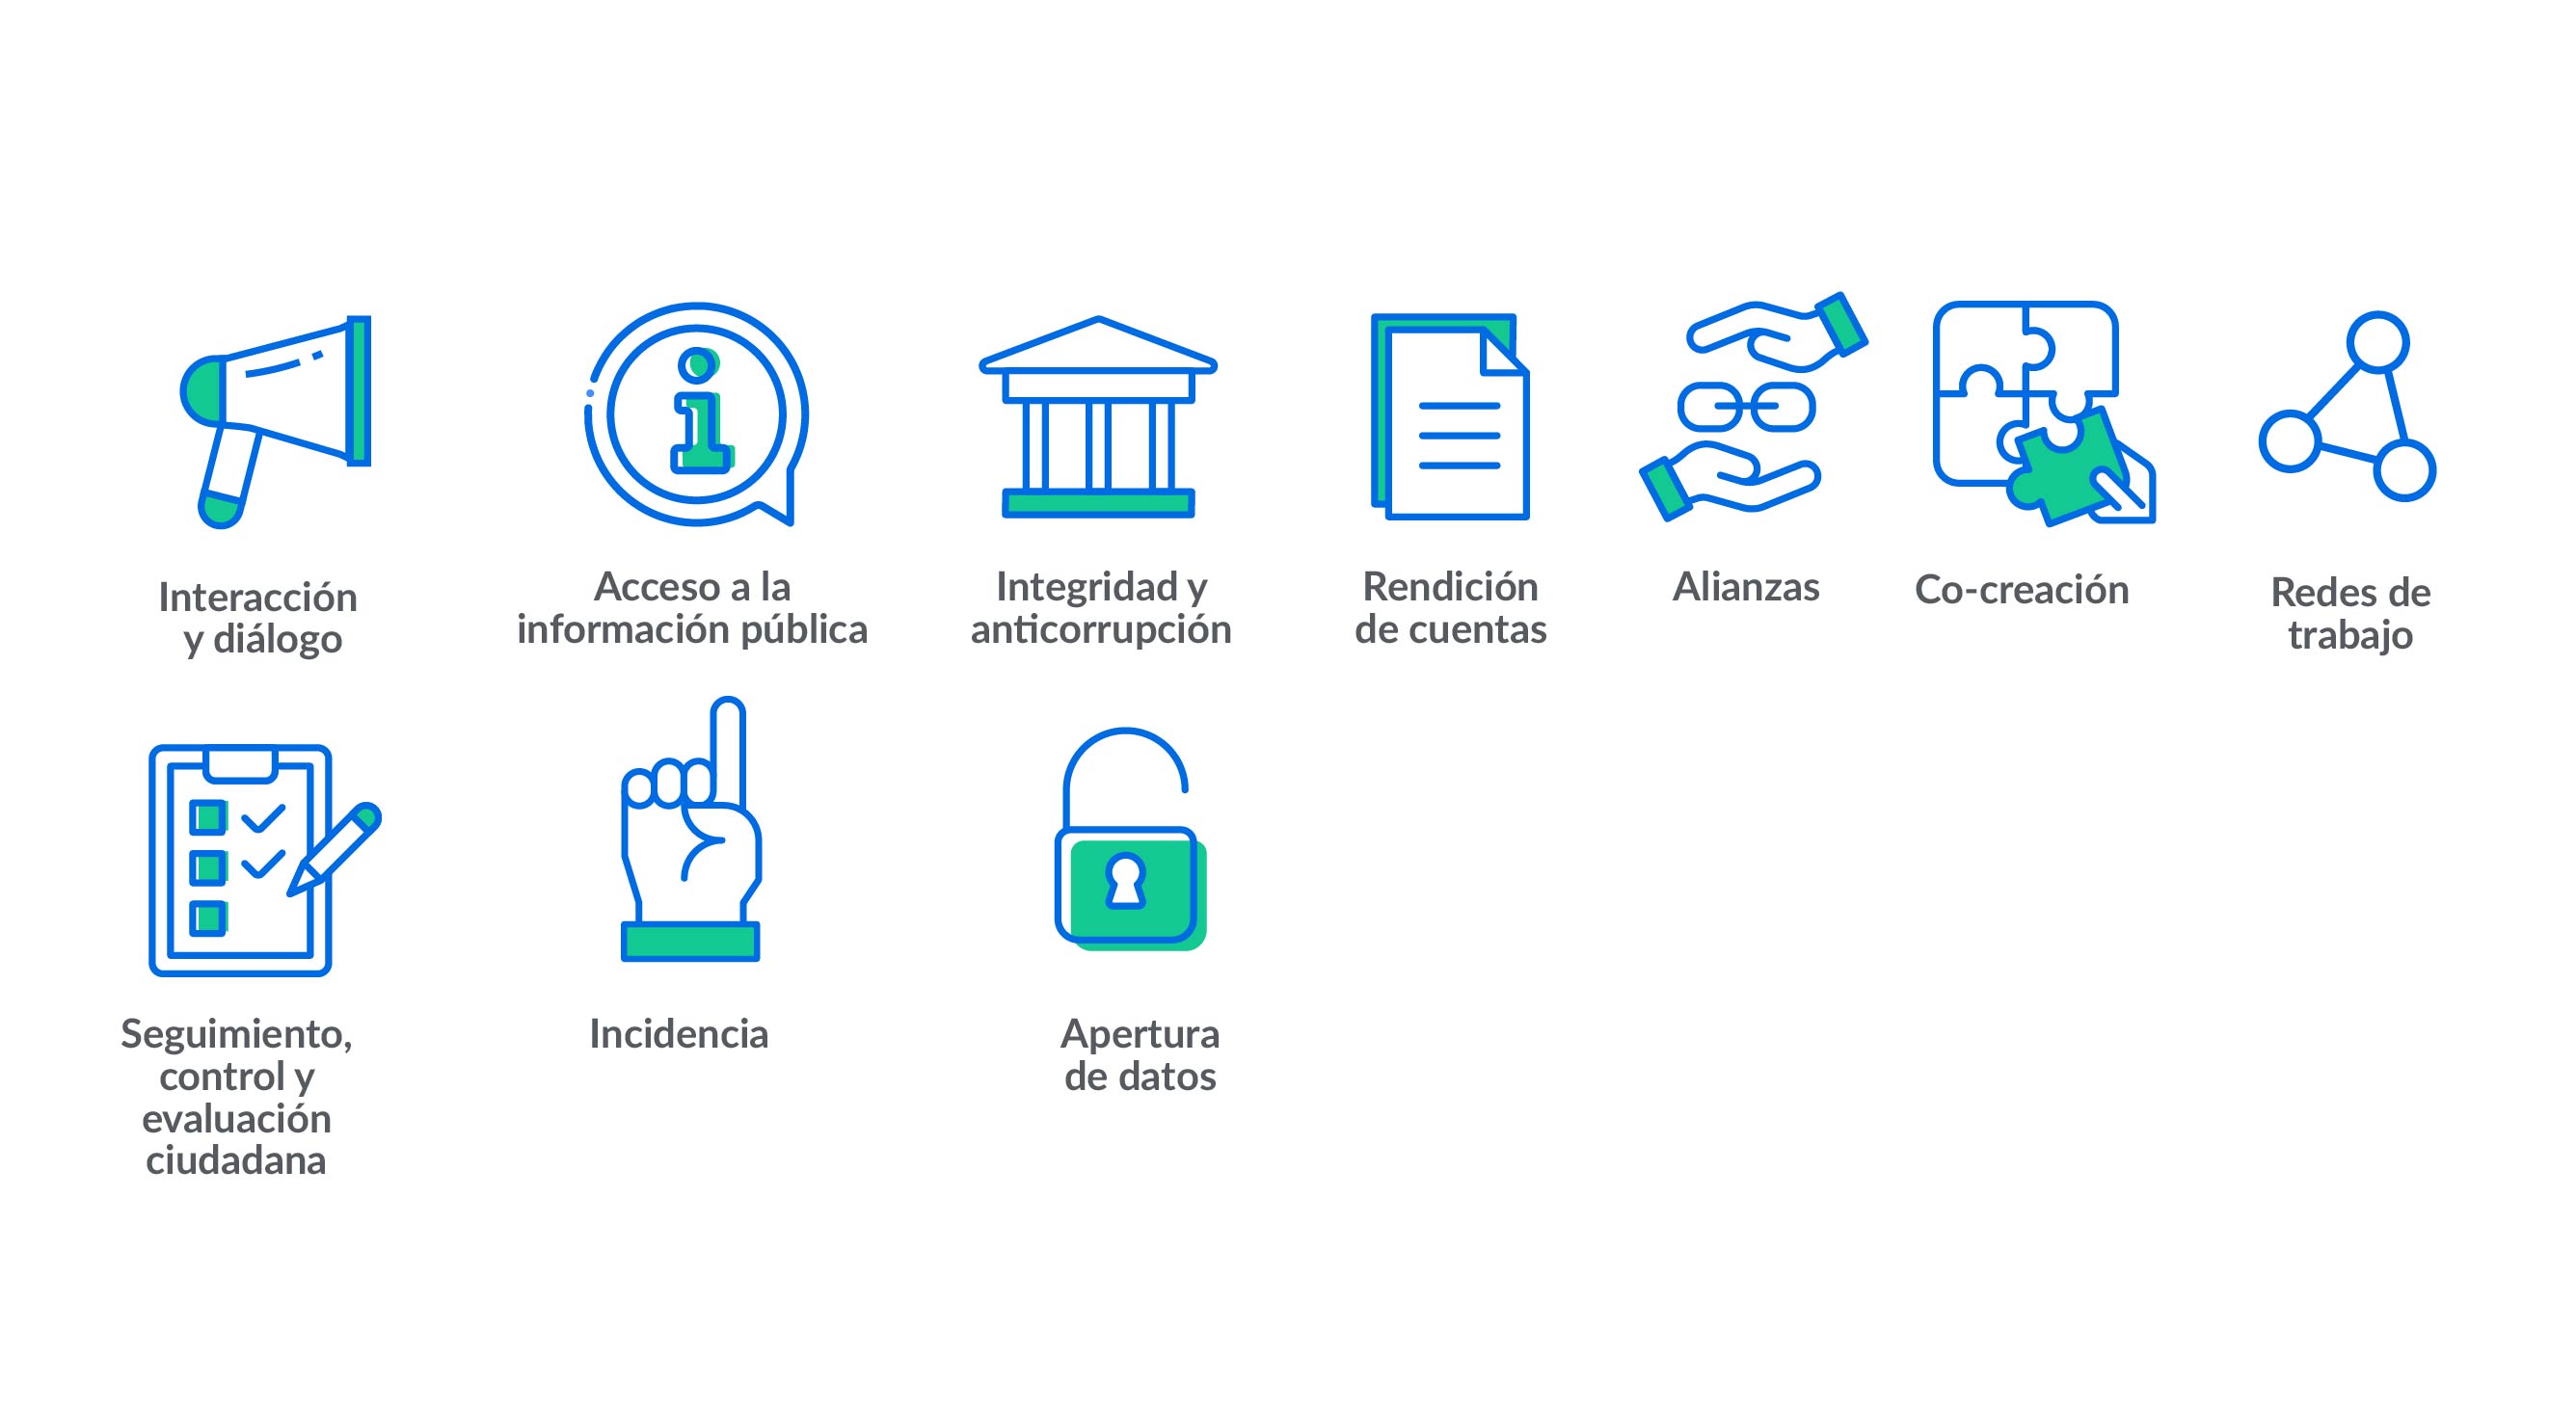 Interacción
y diálogo
Acceso a la
información pública
Integridad y
anticorrupción
Rendición
de cuentas
Alianzas
Co-creación
Redes de
trabajo
Seguimiento,
control y
evaluación
ciudadana
Incidencia
Apertura
de datos